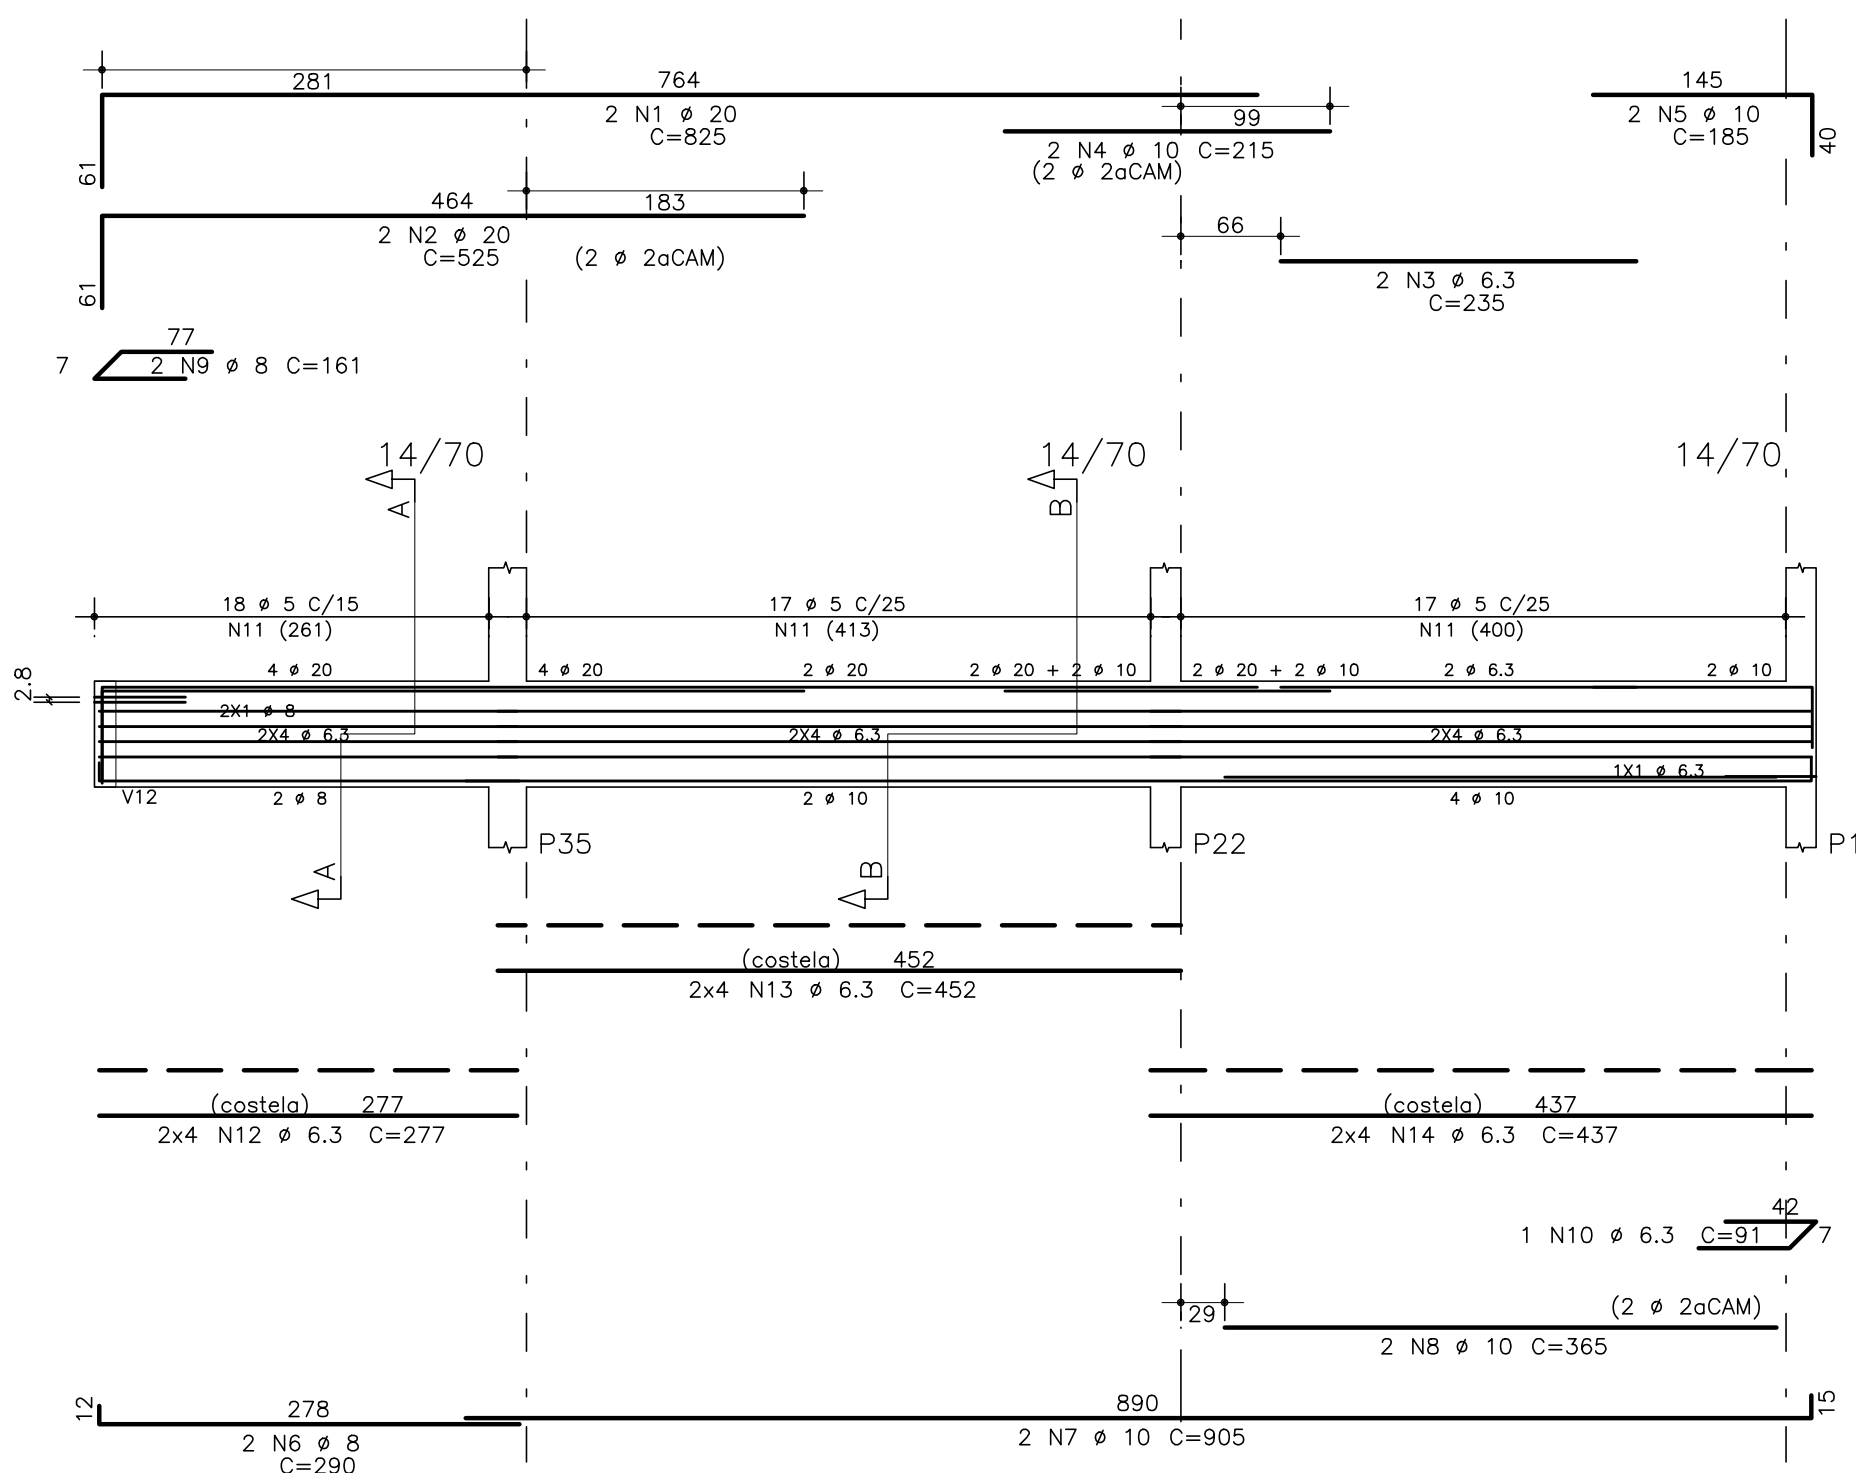 281
764
145
2 N1 ø 20
C=825
99
2 N5 ø 10
C=185
40
2 N4 ø 10 C=215
(2 ø 2aCAM)
61
464
183
2 N2 ø 20
C=525
(2 ø 2aCAM)
66
2 N3 ø 6.3
C=235
61
77
7
2 N9 ø 8 C=161
14/70
14/70
14/70
A
B
18 ø 5 C/15
N11 (261)
17 ø 5 C/25
N11 (413)
17 ø 5 C/25
N11 (400)
2.8
4 ø 20
4 ø 20
2 ø 20
2 ø 20 + 2 ø 10
2 ø 20 + 2 ø 10
2 ø 6.3
2 ø 10
2X1 ø 8
2X4 ø 6.3
2X4 ø 6.3
2X4 ø 6.3
1X1 ø 6.3
V12
2 ø 8
2 ø 10
4 ø 10
P35
P22
P1
A
B
(costela) 452
2x4 N13 ø 6.3 C=452
(costela) 277
2x4 N12 ø 6.3 C=277
(costela) 437
2x4 N14 ø 6.3 C=437
42
1 N10 ø 6.3 C=91
7
29
(2 ø 2aCAM)
2 N8 ø 10 C=365
12
278
890
15
2 N6 ø 8
C=290
2 N7 ø 10 C=905